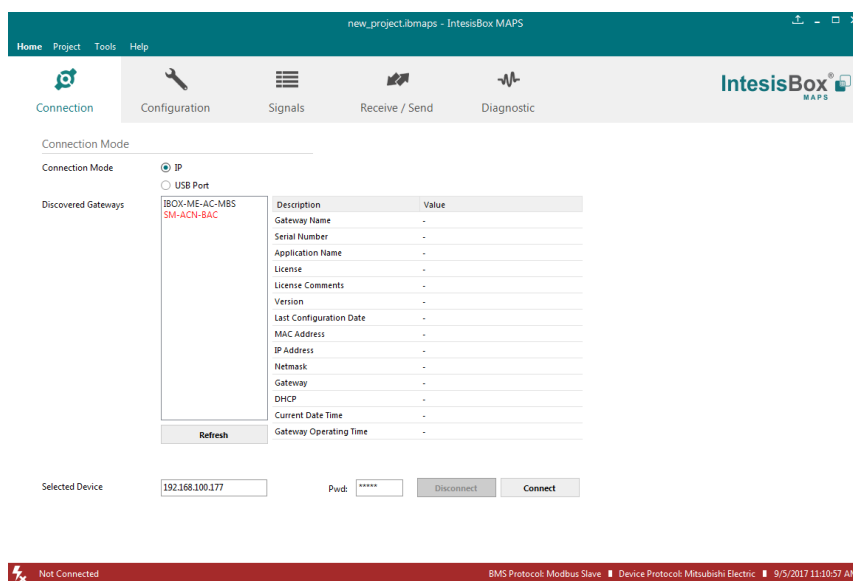 new_project.ibmaps - IntesisBox MAPS
Home Project Tools Help
Connection Configuration Signals Receive / Send Diagnostic
IntesisBox® MAPS
Connection Mode
Connection Mode IP
USB Port
Discovered Gateways
IBOX-ME-AC-MBS
SM-ACN-BAC
Refresh
Description Value
Gateway Name -
Serial Number -
Application Name -
License -
License Comments -
Version -
Last Configuration Date -
MAC Address -
IP Address -
Netmask -
Gateway -
DHCP -
Current Date Time -
Gateway Operating Time -
Selected Device 192.168.100.177 Pwd: ***** Disconnect Connect
Not Connected BMS Protocol: Modbus Slave Device Protocol: Mitsubishi Electric 9/5/2017 11:10:57 AM